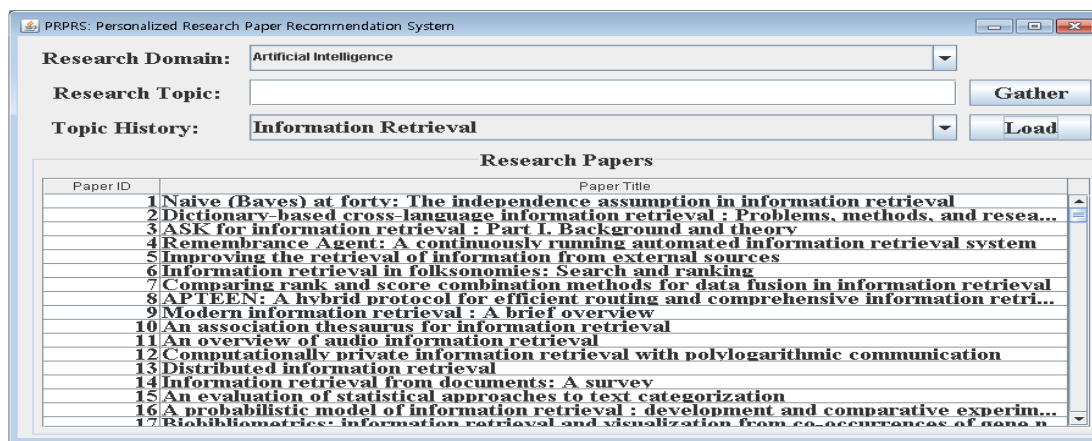 PRPRS: Personalized Research Paper Recommendation System
Research Domain: Artificial Intelligence
Research Topic: Gather
Topic History: Information Retrieval Load
Research Papers
Paper ID Paper Title
1 Naive (Bayes) at forty: The independence assumption in information retrieval
2 Dictionary-based cross-language information retrieval : Problems, methods, and resea...
3 ASK for information retrieval : Part I. Background and theory
4 Remembrance Agent: A continuously running automated information retrieval system
5 Improving the retrieval of information from external sources
6 Information retrieval in folksonomies: Search and ranking
7 Comparing rank and score combination methods for data fusion in information retrieval
8 APTEEN: A hybrid protocol for efficient routing and comprehensive information retri...
9 Modern information retrieval : A brief overview
10 An association thesaurus for information retrieval
11 An overview of audio information retrieval
12 Computationally private information retrieval with polylogarithmic communication
13 Distributed information retrieval
14 Information retrieval from documents: A survey
15 An evaluation of statistical approaches to text categorization
16 A probabilistic model of information retrieval : development and comparative experim...
17 Biobibliometrics: information retrieval and visualization from co-occurrences of gene n